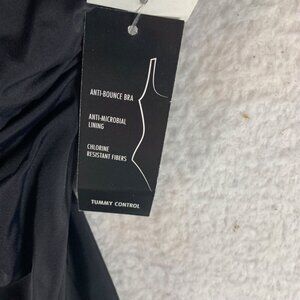 ANTI-BOUNCE BRA
ANTI-MICROBIAL
LINING
CHLORINE
RESISTANT FIBERS
TUMMY CONTROL